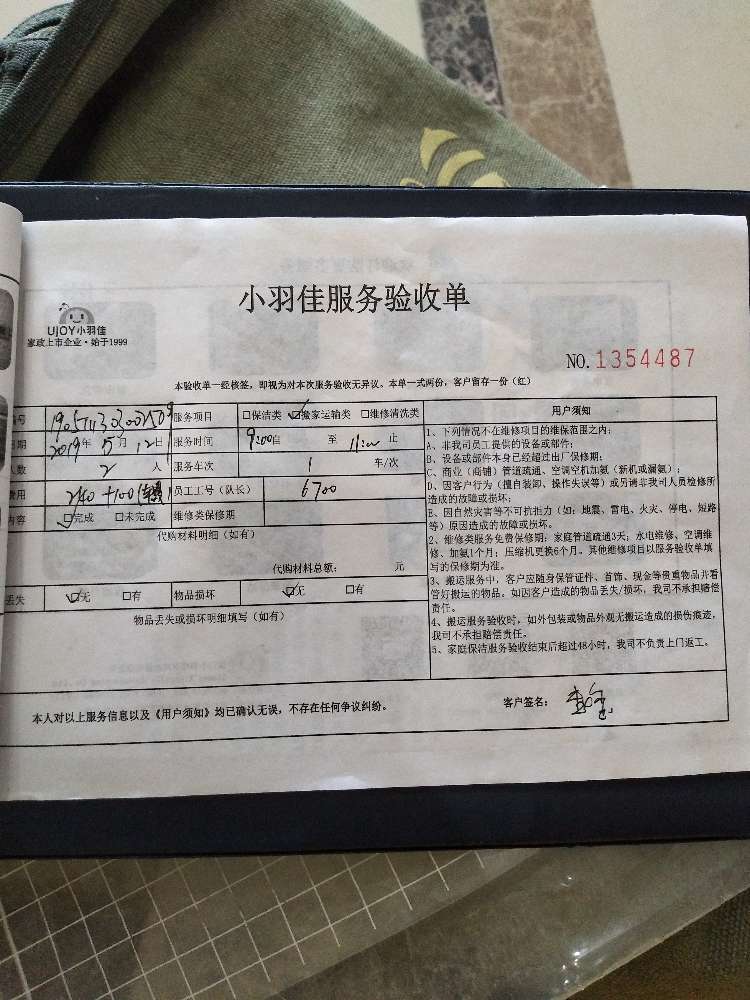 小羽佳服务验收单
UJOY小羽佳
家政上市企业·始于1999
NO.1354487
本验收单一经核签，即视为对本次服务验收无异议。本单一式两份，客户留存一份（红）
号 服务项目 □保洁类 ☑搬家运输类 □维修清洗类
期 2019年5月12日 服务时间 9:00自 至 11:00 止
数 2 人 服务车次 1 车/次
费用 240+100 员工工号（队长） 6700
内容 ☑完成 □未完成 维修类保修期
代购材料明细（如有）
代购材料总额： 元
丢失 ☑无 □有 物品损坏 ☑无 □有
物品丢失或损坏明细填写（如有）
用户须知
1、下列情况不在维修项目的维保范围之内：
A、非我司员工提供的设备或部件；
B、设备或部件本身已经超过出厂保修期；
C、商业（商铺）管道疏通、空调空机加氨（新机或漏氨）；
D、因客户行为（擅自装卸、操作失误等）或另请非我司人员检修所
造成的故障或损坏；
E、因自然灾害等不可抗拒力（如：地震、雷电、火灾、停电、短路
等）原因造成的故障或损坏。
2、维修类服务免费保修期：家庭管道疏通3天；水电维修、空调维
修、加氨1个月；压缩机更换6个月。其他维修项目以服务验收单填
写的保修期为准。
3、搬运服务中，客户应随身保管证件、首饰、现金等贵重物品并看
管好搬运的物品。如因客户造成的物品丢失/损坏，我司不承担赔偿
责任。
4、搬运服务验收时，如外包装或物品外观无搬运造成的损伤痕迹，
我司不承担赔偿责任。
5、家庭保洁服务验收结束后超过48小时，我司不负责上门返工。
本人对以上服务信息以及《用户须知》均已确认无误，不存在任何争议纠纷。
客户签名：